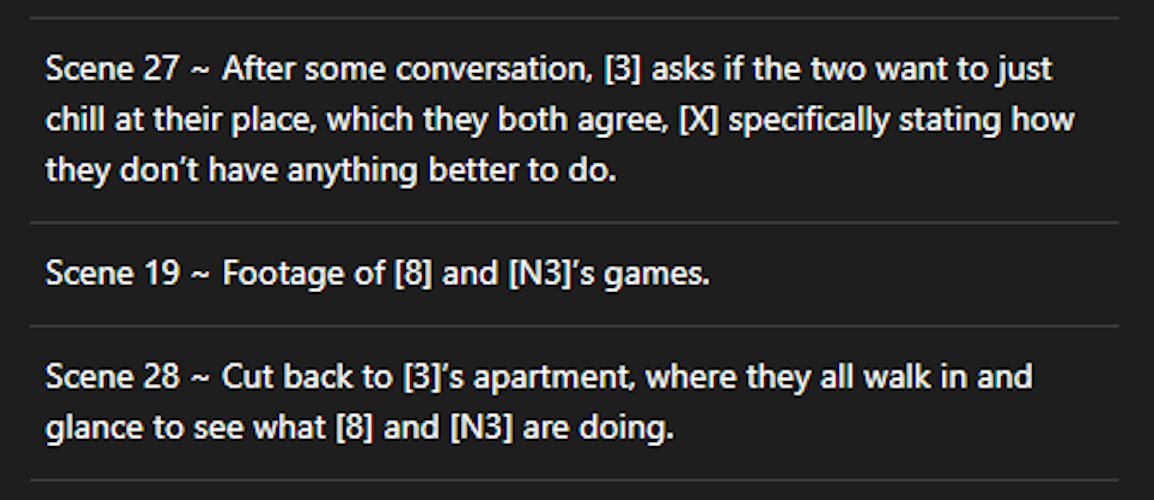 Scene 27 ~ After some conversation, [3] asks if the two want to just
chill at their place, which they both agree, [X] specifically stating how
they don’t have anything better to do.
Scene 19 ~ Footage of [8] and [N3]’s games.
Scene 28 ~ Cut back to [3]’s apartment, where they all walk in and
glance to see what [8] and [N3] are doing.